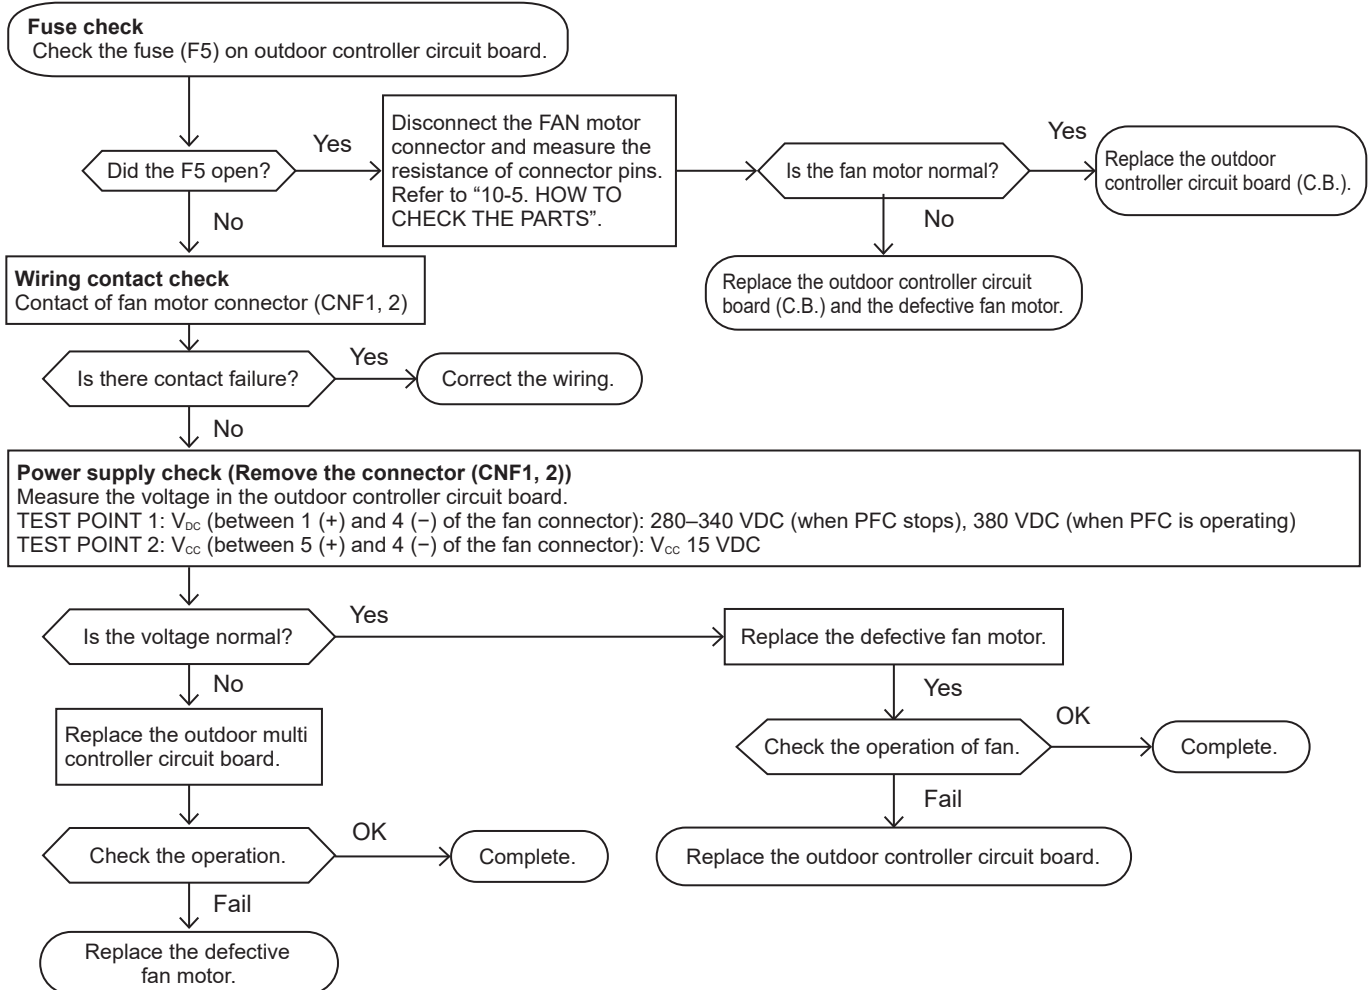 Fuse check
Check the fuse (F5) on outdoor controller circuit board.
Did the F5 open?
Yes
Disconnect the FAN motor
connector and measure the
resistance of connector pins.
Refer to “10-5. HOW TO
CHECK THE PARTS”.
Is the fan motor normal?
Yes
Replace the outdoor
controller circuit board (C.B.).
No
No
Replace the outdoor controller circuit
board (C.B.) and the defective fan motor.
Wiring contact check
Contact of fan motor connector (CNF1, 2)
Is there contact failure?
Yes
Correct the wiring.
No
Power supply check (Remove the connector (CNF1, 2))
Measure the voltage in the outdoor controller circuit board.
TEST POINT 1: VDC (between 1 (+) and 4 (−) of the fan connector): 280–340 VDC (when PFC stops), 380 VDC (when PFC is operating)
TEST POINT 2: VCC (between 5 (+) and 4 (−) of the fan connector): VCC 15 VDC
Is the voltage normal?
Yes
Replace the defective fan motor.
No
Yes
Replace the outdoor multi
controller circuit board.
Check the operation of fan.
OK
Complete.
Fail
Replace the outdoor controller circuit board.
Check the operation.
OK
Complete.
Fail
Replace the defective
fan motor.